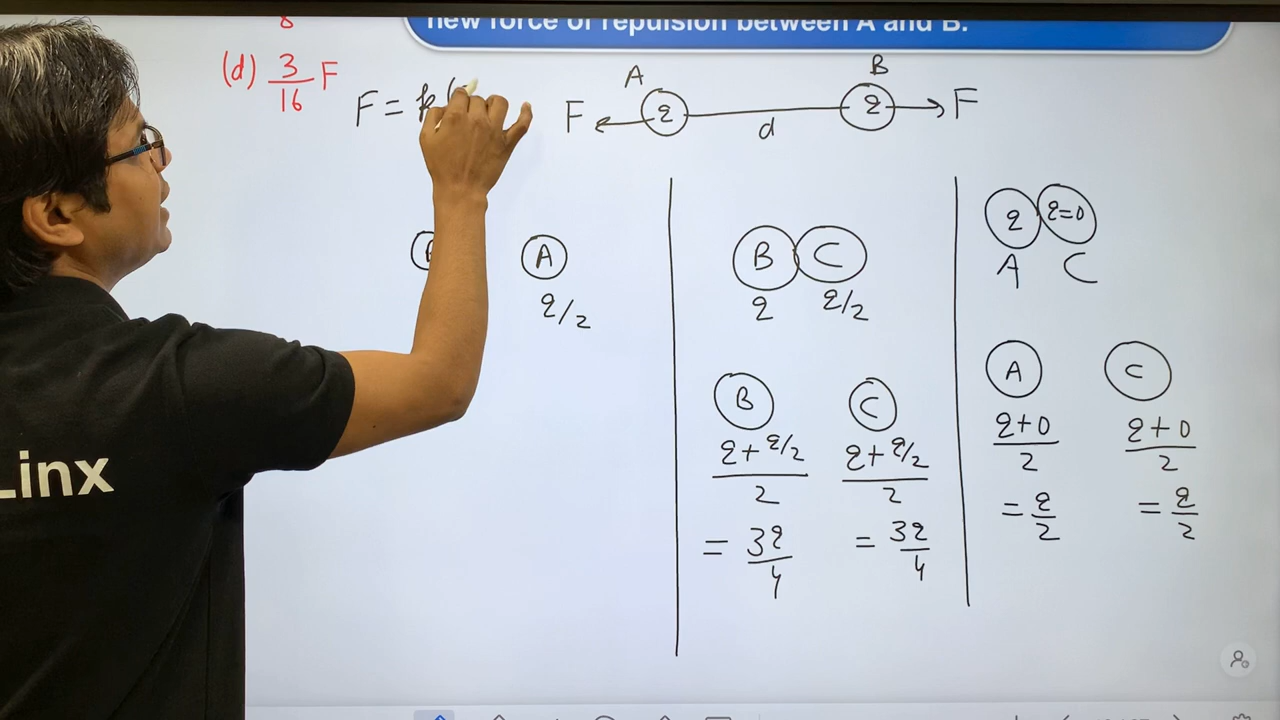 new force of repulsion between A and B.
8
(d) 3/16 F
F = k(
A
B
F
q
q
F
d
A
q/2
B C
q q/2
B C
q + q/2 / 2
q + q/2 / 2
= 3q/4
= 3q/4
q
q=0
A C
A C
q+0 / 2
q+0 / 2
= q/2
= q/2
Linx